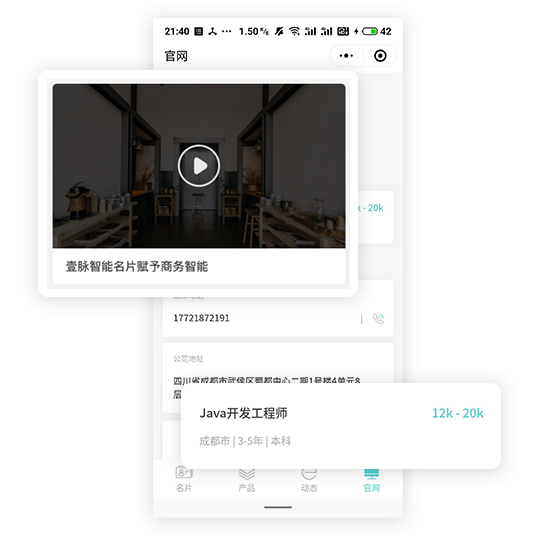 21:40 ··· 1.50 K/s 42
官网
k - 20k
壹脉智能名片赋予商务智能
17721872191
公司地址
四川省成都市武侯区蜀都中心二期1号楼4单元8
层
Java开发工程师 12k - 20k
成都市 | 3-5年 | 本科
名片 产品 动态 官网